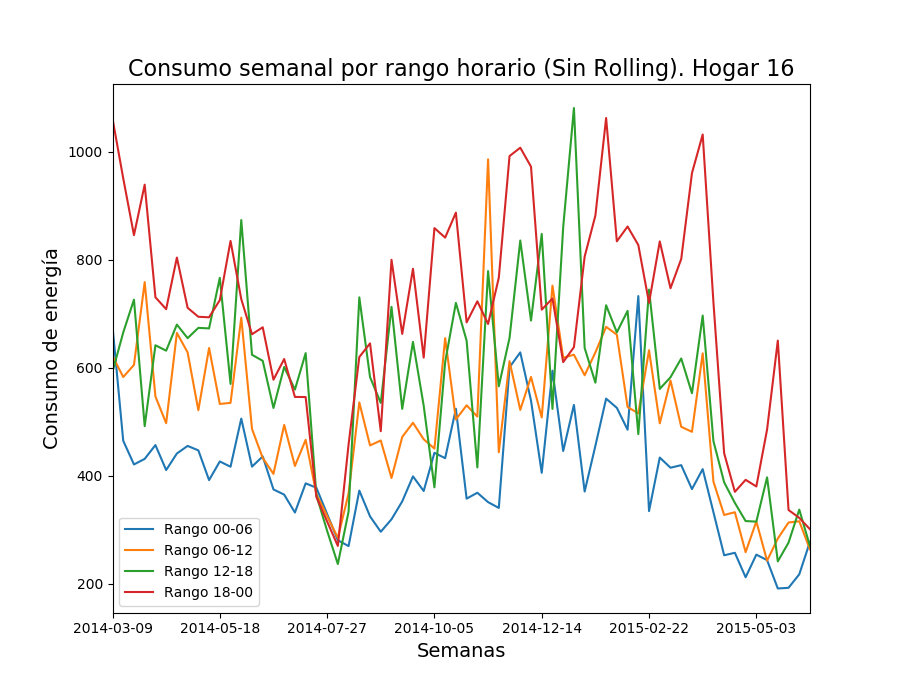 Consumo semanal por rango horario (Sin Rolling). Hogar 16
Consumo de energía
1000
800
600
400
200
Rango 00-06
Rango 06-12
Rango 12-18
Rango 18-00
2014-03-09 2014-05-18 2014-07-27 2014-10-05 2014-12-14 2015-02-22 2015-05-03
Semanas